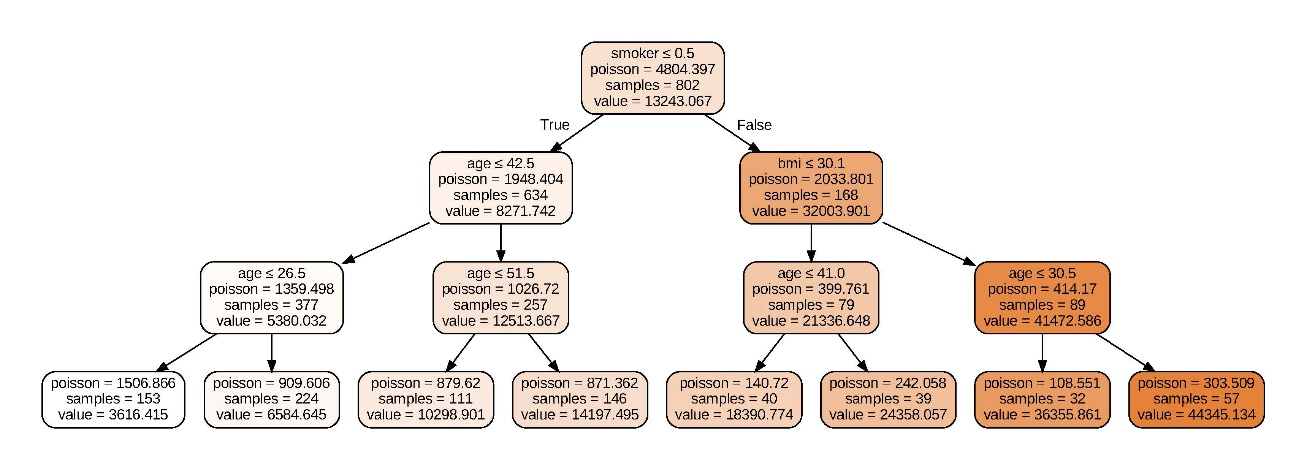 smoker ≤ 0.5
poisson = 4804.397
samples = 802
value = 13243.067
True
False
age ≤ 42.5
poisson = 1948.404
samples = 634
value = 8271.742
bmi ≤ 30.1
poisson = 2033.801
samples = 168
value = 32003.901
age ≤ 26.5
poisson = 1359.498
samples = 377
value = 5380.032
age ≤ 51.5
poisson = 1026.72
samples = 257
value = 12513.667
age ≤ 41.0
poisson = 399.761
samples = 79
value = 21336.648
age ≤ 30.5
poisson = 414.17
samples = 89
value = 41472.586
poisson = 1506.866
samples = 153
value = 3616.415
poisson = 909.606
samples = 224
value = 6584.645
poisson = 879.62
samples = 111
value = 10298.901
poisson = 871.362
samples = 146
value = 14197.495
poisson = 140.72
samples = 40
value = 18390.774
poisson = 242.058
samples = 39
value = 24358.057
poisson = 108.551
samples = 32
value = 36355.861
poisson = 303.509
samples = 57
value = 44345.134